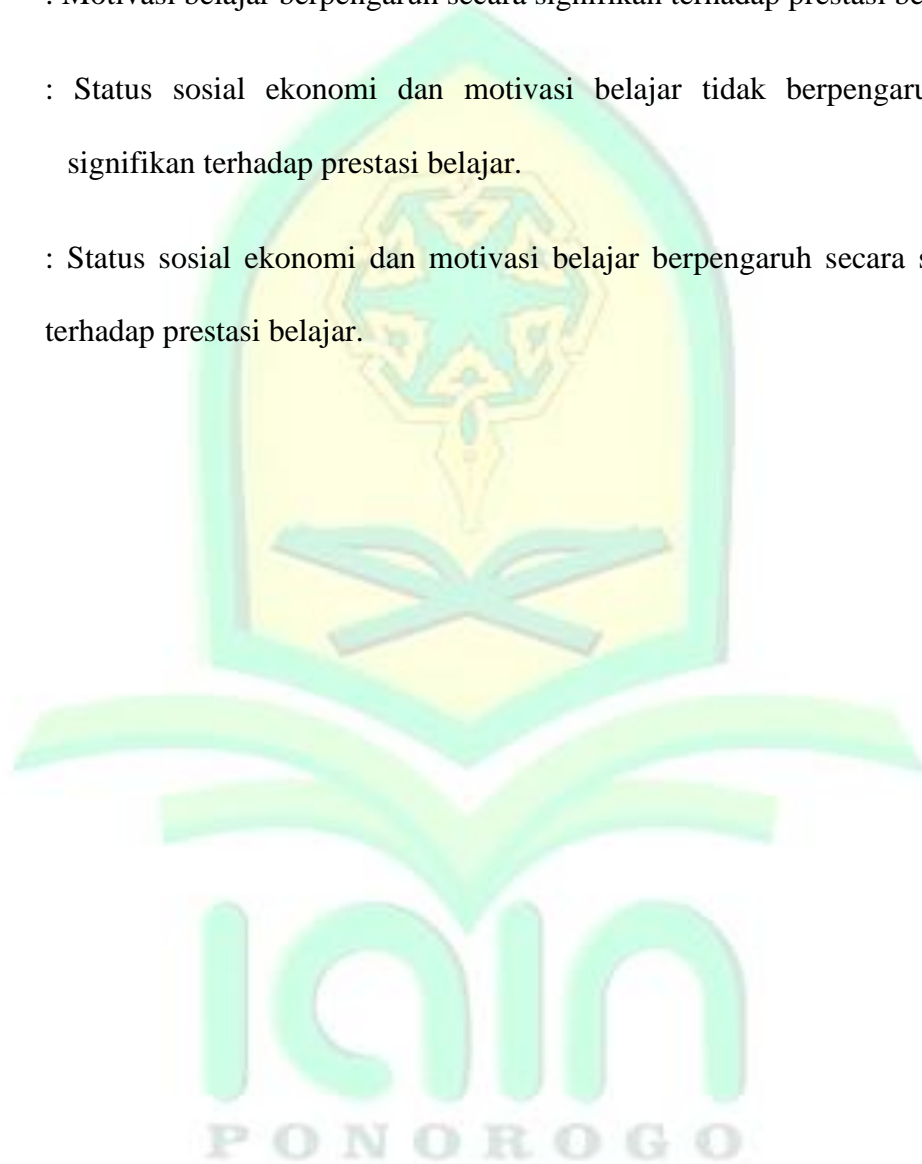 : Motivasi belajar berpengaruh secara signifikan terhadap prestasi
: Status sosial ekonomi dan motivasi belajar tidak
signifikan terhadap prestasi belajar.
: Status sosial ekonomi dan motivasi belajar berpengaruh secara
terhadap prestasi belajar.
iain
PONOROGO